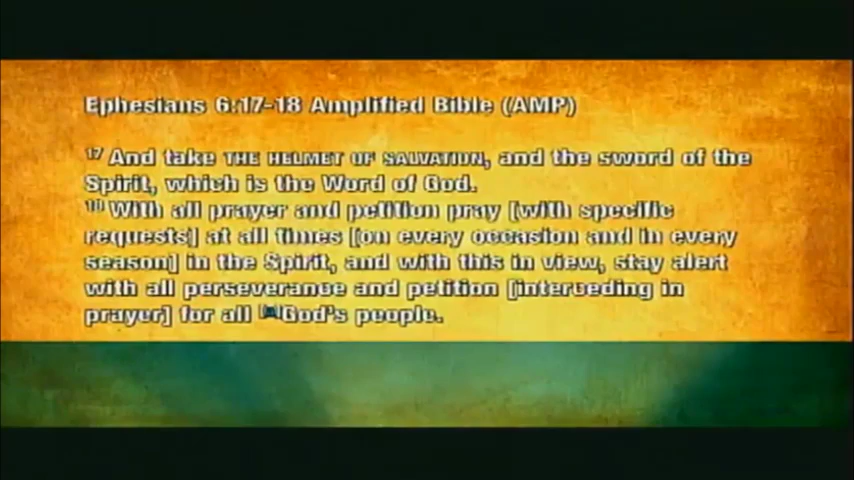 Ephesians 6:17-18 Amplified Bible (AMP)
17 And take THE HELMET OF SALVATION, and the sword of the
Spirit, which is the Word of God.
18 With all prayer and petition pray [with specific
requests] at all times [on every occasion and in every
season] in the Spirit, and with this in view, stay alert
with all perseverance and petition [interceding in
prayer] for all God's people.